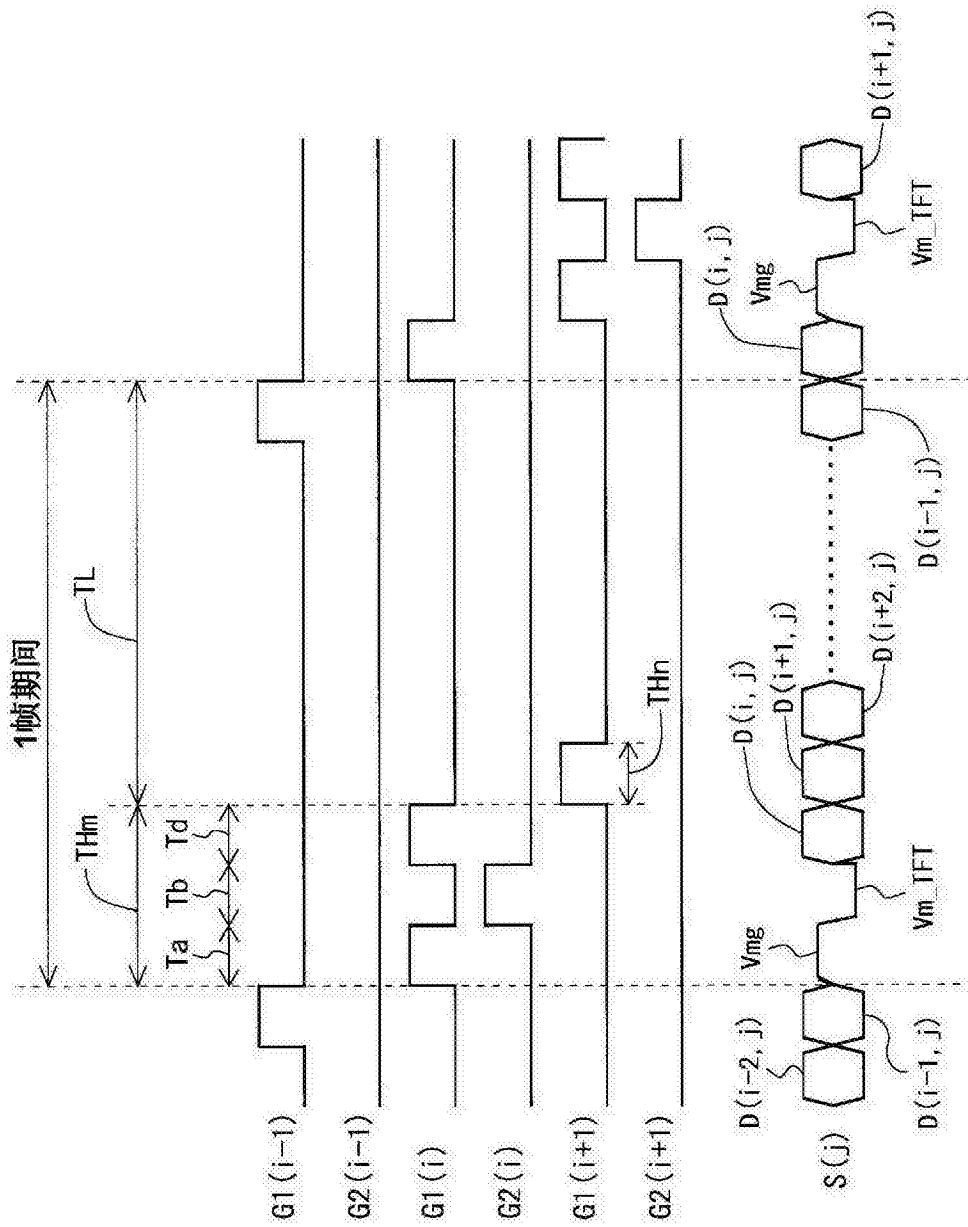 1帧期间
THm
TL
Ta
Tb
Td
G1(i-1)
G2(i-1)
G1(i)
G2(i)
G1(i+1)
THn
G2(i+1)
D(i-2, j)
Vmg
D(i, j)
D(i+1, j)
D(i, j)
Vmg
S(j)
D(i-1, j)
Vm_TFT
D(i+2, j)
D(i-1, j)
Vm_TFT
D(i+1, j)